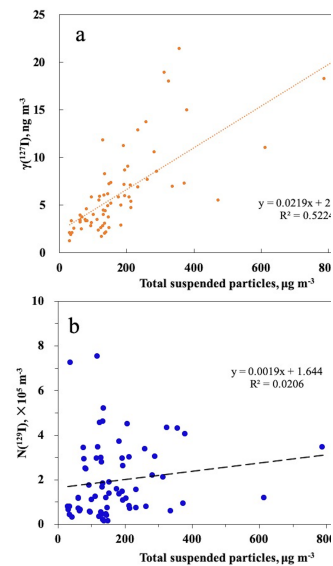 a
γ(¹²⁷I), ng m⁻³
25
20
15
10
5
0
y = 0.0219x + 2
R² = 0.5224
0 200 400 600 800
Total suspended particles, µg m⁻³
b
N(¹²⁹I), ×10⁵ m⁻³
10
8
6
4
2
0
y = 0.0019x + 1.644
R² = 0.0206
0 200 400 600 800
Total suspended particles, µg m⁻³